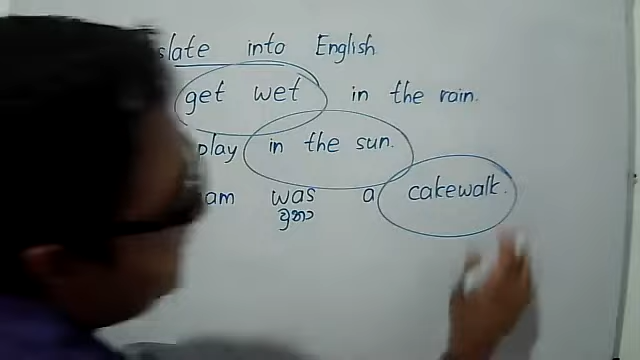 slate into English
get wet in the rain.
play in the sun.
am was a cakewalk.
වුනා